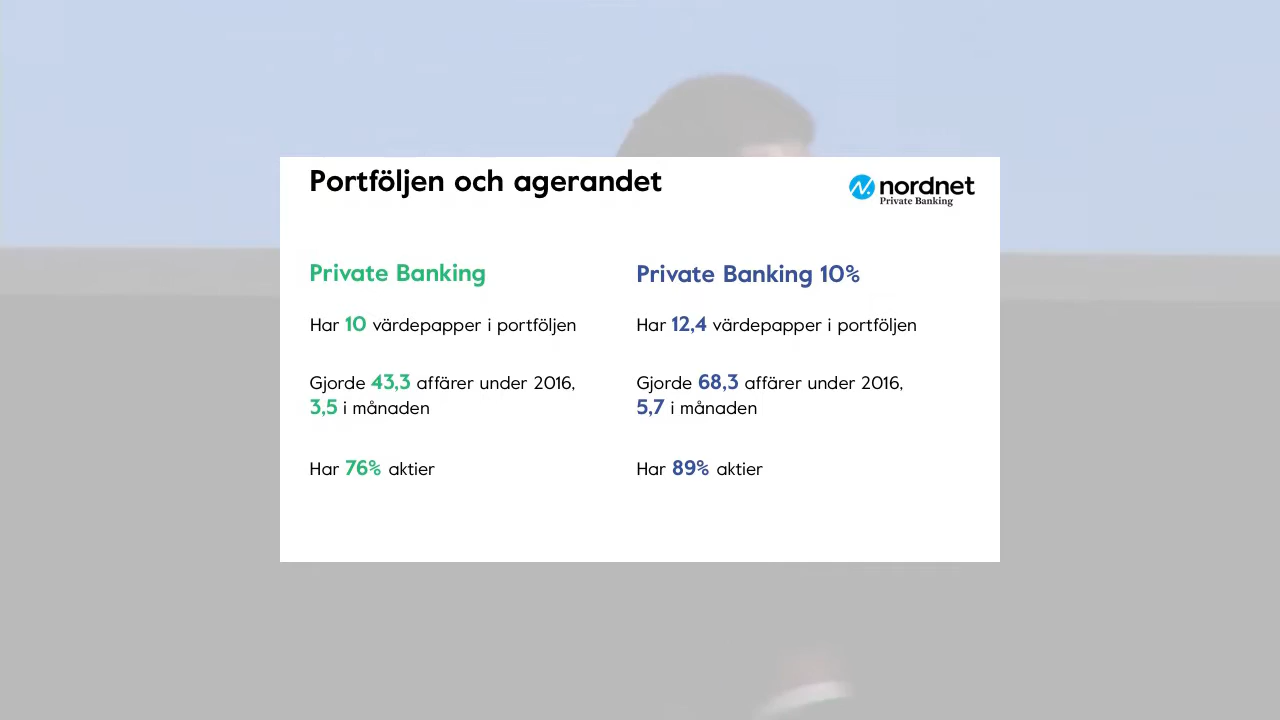 Portföljen och agerandet
nordnet
Private Banking
Private Banking
Har 10 värdepapper i portföljen
Gjorde 43,3 affärer under 2016,
3,5 i månaden
Har 76% aktier
Private Banking 10%
Har 12,4 värdepapper i portföljen
Gjorde 68,3 affärer under 2016,
5,7 i månaden
Har 89% aktier